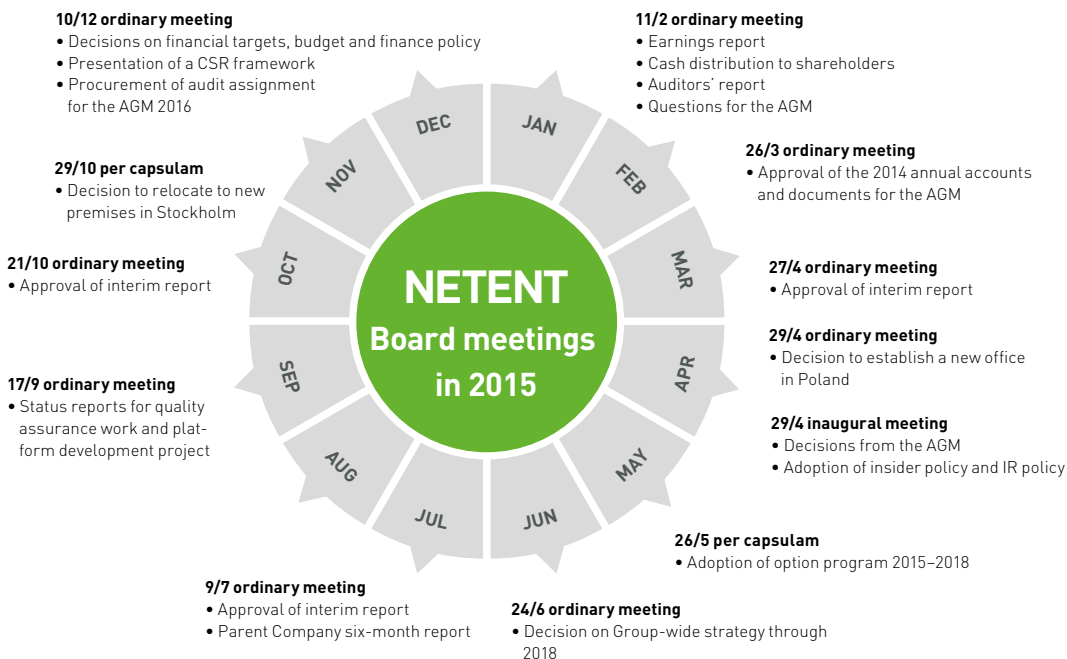 10/12 ordinary meeting
• Decisions on financial targets, budget and finance policy
• Presentation of a CSR framework
• Procurement of audit assignment
for the AGM 2016
11/2 ordinary meeting
• Earnings report
• Cash distribution to shareholders
• Auditors' report
• Questions for the AGM
26/3 ordinary meeting
• Approval of the 2014 annual accounts
and documents for the AGM
27/4 ordinary meeting
• Approval of interim report
29/4 ordinary meeting
• Decision to establish a new office
in Poland
29/4 inaugural meeting
• Decisions from the AGM
• Adoption of insider policy and IR policy
26/5 per capsulam
• Adoption of option program 2015–2018
24/6 ordinary meeting
• Decision on Group-wide strategy through
2018
9/7 ordinary meeting
• Approval of interim report
• Parent Company six-month report
17/9 ordinary meeting
• Status reports for quality
assurance work and plat-
form development project
21/10 ordinary meeting
• Approval of interim report
29/10 per capsulam
• Decision to relocate to new
premises in Stockholm
JAN
FEB
MAR
APR
MAY
JUN
JUL
AUG
SEP
OCT
NOV
DEC
NETENT
Board meetings
in 2015